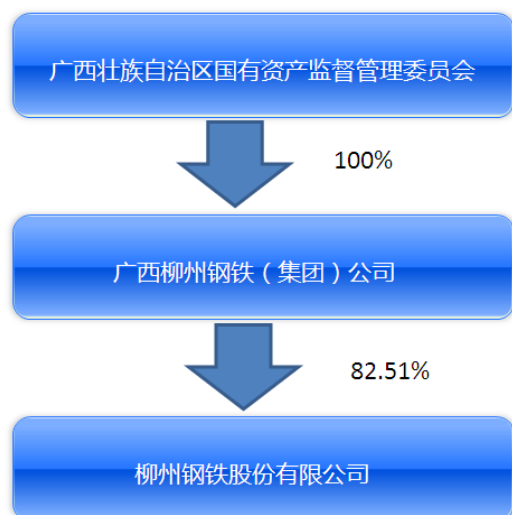 广西壮族自治区国有资产监督管理委员会
100%
广西柳州钢铁（集团）公司
82.51%
柳州钢铁股份有限公司